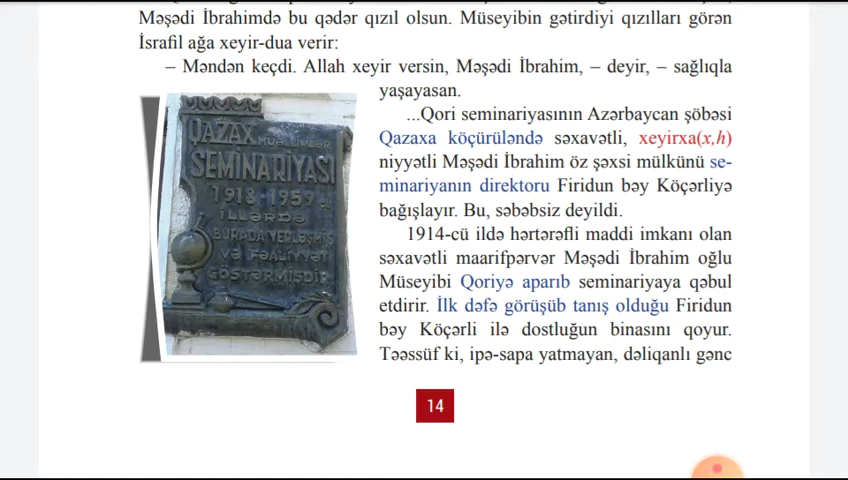 Məşədi İbrahimdə bu qədər qızıl olsun. Müseyibin gətirdiyi qızılları görən
İsrafil ağa xeyir-dua verir:
– Məndən keçdi. Allah xeyir versin, Məşədi İbrahim, – deyir, – sağlıqla
yaşayasan.
...Qori seminariyasının Azərbaycan şöbəsi
Qazaxa köçürüləndə səxavətli, xeyirxa(x,h)
niyyətli Məşədi İbrahim öz şəxsi mülkünü se-
minariyanın direktoru Firidun bəy Köçərliyə
bağışlayır. Bu, səbəbsiz deyildi.
1914-cü ildə hərtərəfli maddi imkanı olan
səxavətli maarifpərvər Məşədi İbrahim oğlu
Müseyibi Qoriyə aparıb seminariyaya qəbul
etdirir. İlk dəfə görüşüb tanış olduğu Firidun
bəy Köçərli ilə dostluğun binasını qoyur.
Təəssüf ki, ipə-sapa yatmayan, dəliqanlı gənc
QAZAX MÜƏLLİMLƏR
SEMİNARİYASI
1918-1959
İLLƏRDƏ
BURADA YERLƏŞMİŞ
VƏ FƏALİYYƏT
GÖSTƏRMİŞDİR
14